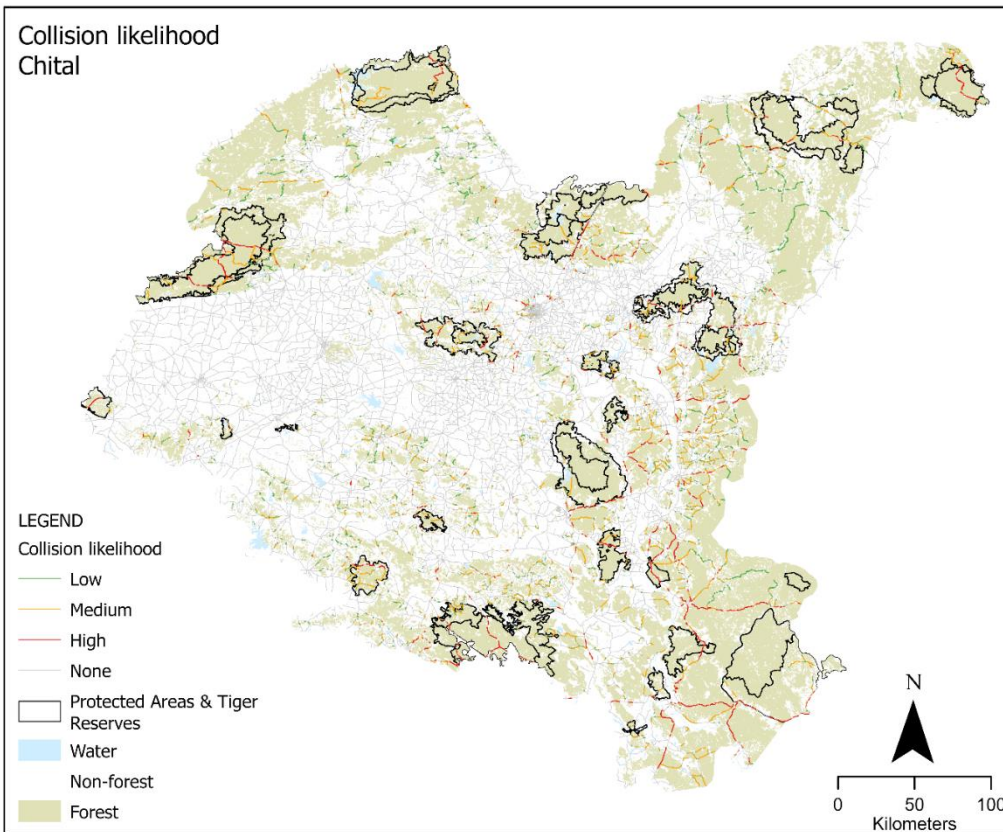 Collision likelihood
Chital
LEGEND
Collision likelihood
Low
Medium
High
None
Protected Areas & Tiger
Reserves
Water
Non-forest
Forest
N
0 50 100
Kilometers